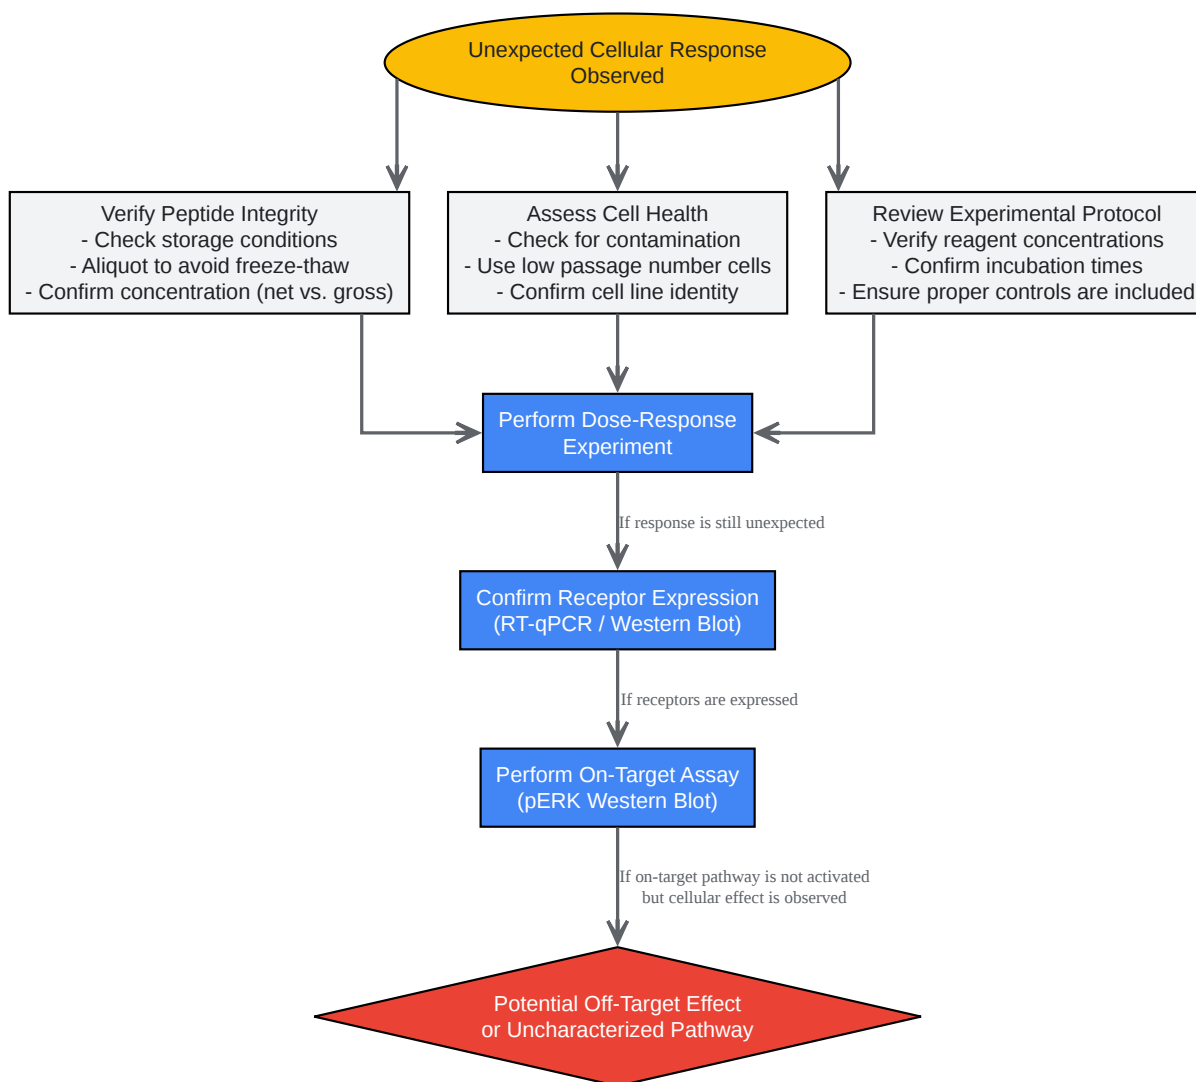 Unexpected Cellular Response
Observed
Verify Peptide Integrity
- Check storage conditions
- Aliquot to avoid freeze-thaw
- Confirm concentration (net vs. gross)
Assess Cell Health
- Check for contamination
- Use low passage number cells
- Confirm cell line identity
Review Experimental Protocol
- Verify reagent concentrations
- Confirm incubation times
- Ensure proper controls are included
Perform Dose-Response
Experiment
If response is still unexpected
Confirm Receptor Expression
(RT-qPCR / Western Blot)
If receptors are expressed
Perform On-Target Assay
(pERK Western Blot)
If on-target pathway is not activated
but cellular effect is observed
Potential Off-Target Effect
or Uncharacterized Pathway